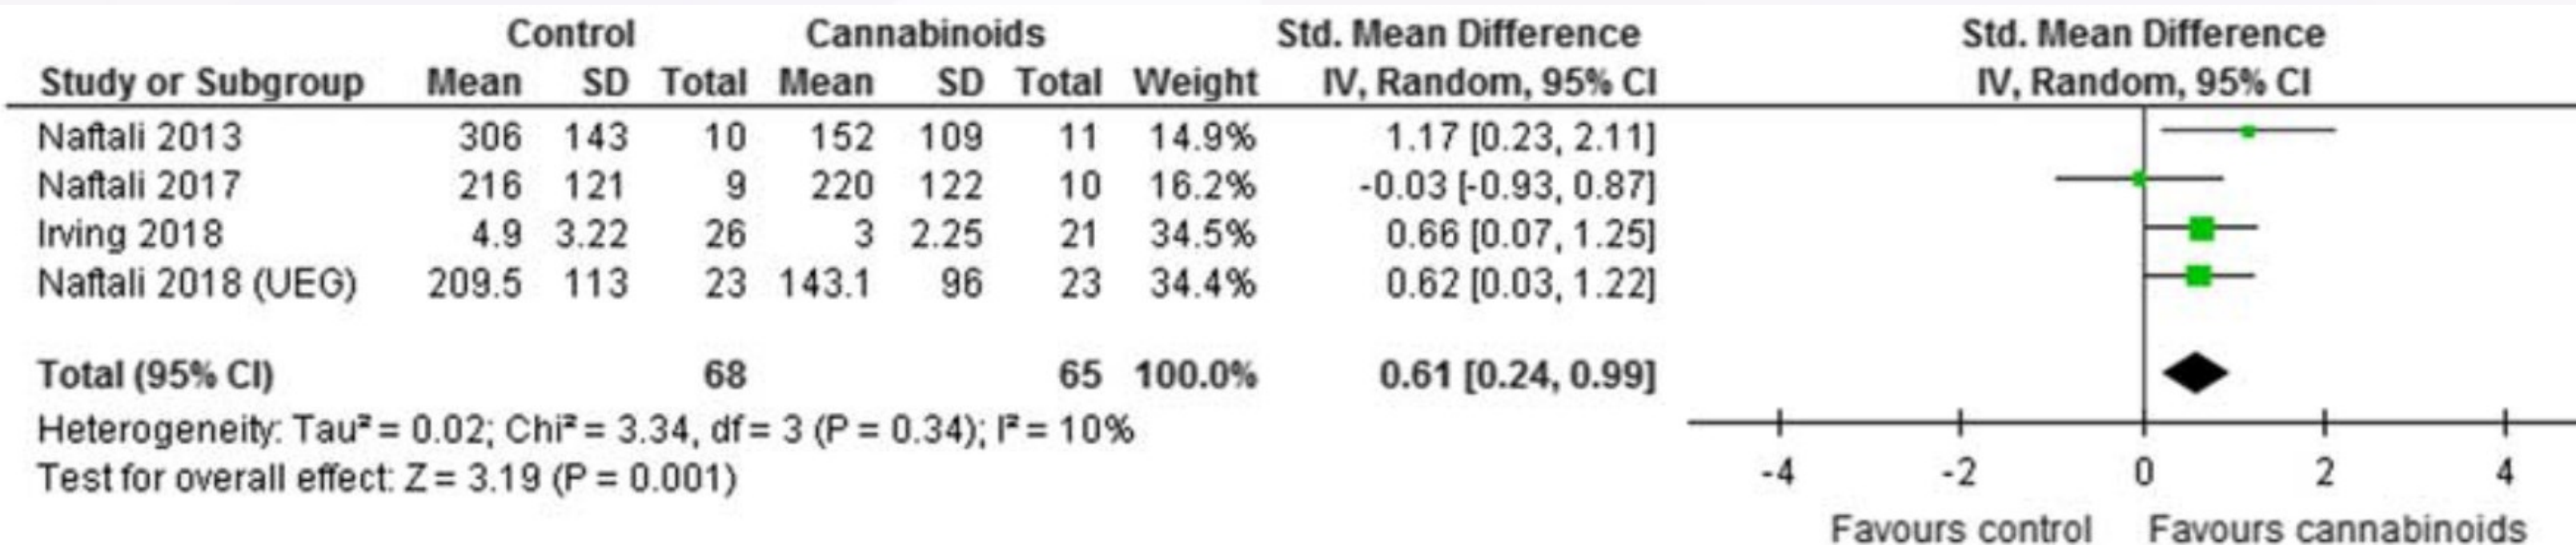 Control Cannabinoids Std. Mean Difference Std. Mean Difference
Study or Subgroup Mean SD Total Mean SD Total Weight IV, Random, 95% CI IV, Random, 95% CI
Naftali 2013 306 143 10 152 109 11 14.9% 1.17 [0.23, 2.11]
Naftali 2017 216 121 9 220 122 10 16.2% -0.03 [-0.93, 0.87]
Irving 2018 4.9 3.22 26 3 2.25 21 34.5% 0.66 [0.07, 1.25]
Naftali 2018 (UEG) 209.5 113 23 143.1 96 23 34.4% 0.62 [0.03, 1.22]
Total (95% CI) 68 65 100.0% 0.61 [0.24, 0.99]
Heterogeneity: Tau² = 0.02; Chi² = 3.34, df = 3 (P = 0.34); I² = 10%
Test for overall effect: Z = 3.19 (P = 0.001)
-4 -2 0 2 4
Favours control Favours cannabinoids